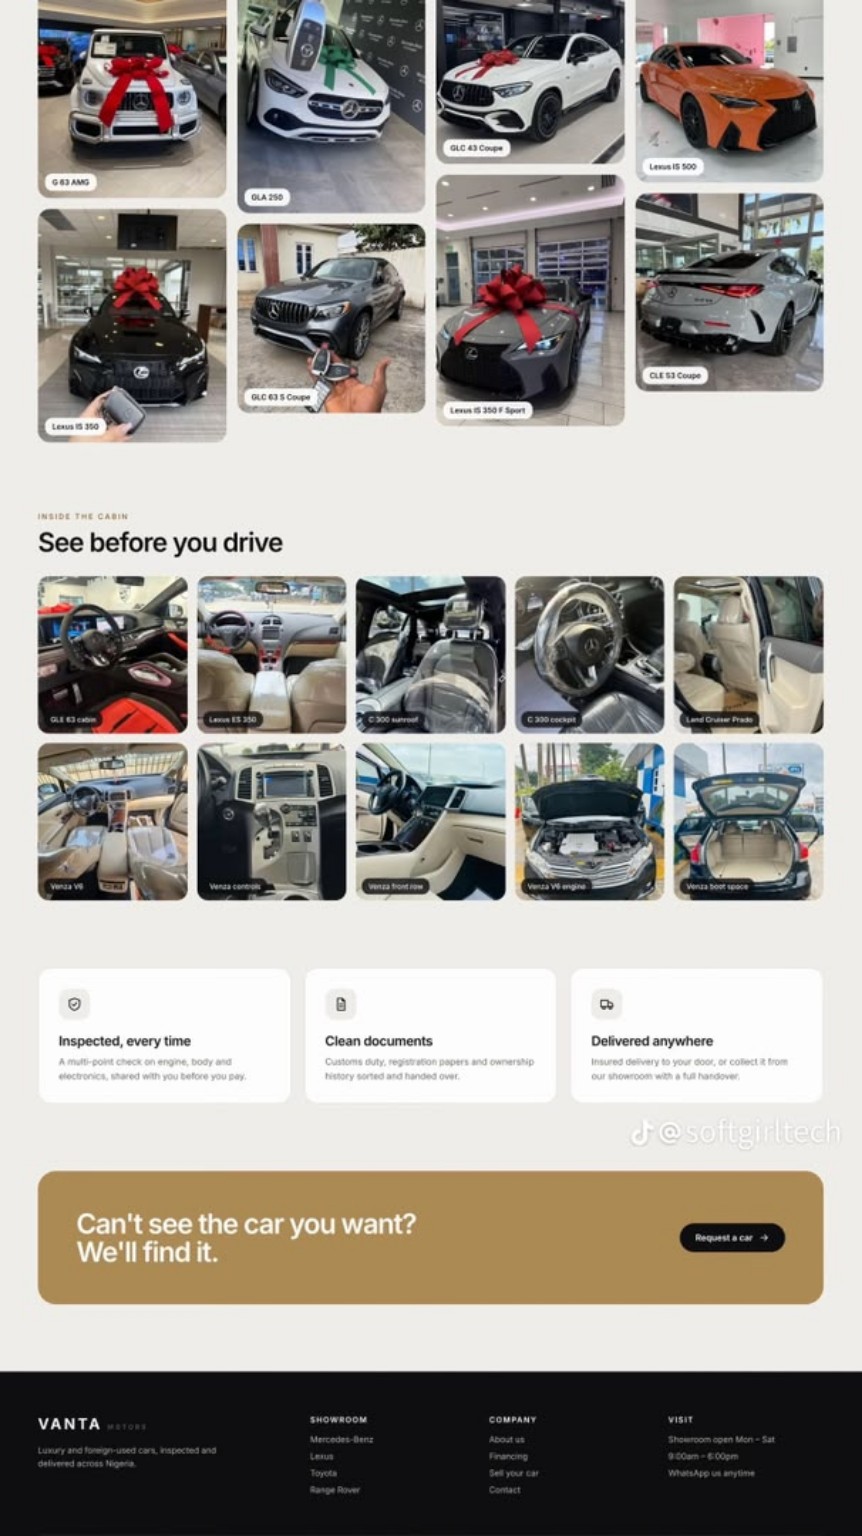 G 63 AMG
GLA 250
GLC 43 Coupe
Lexus IS 500
Lexus IS 350
GLC 63 S Coupe
Lexus IS 350 F Sport
CLE 53 Coupe
INSIDE THE CABIN
See before you drive
GLE 63 cabin
Lexus ES 350
C 300 sunroof
C 300 cockpit
Land Cruiser Prado
Venza V6
Venza controls
Venza front row
Venza V6 engine
Venza boot space
Inspected, every time
A multi-point check on engine, body and
electronics, shared with you before you pay.
Clean documents
Customs duty, registration papers and ownership
history sorted and handed over.
Delivered anywhere
Insured delivery to your door, or collect it from
our showroom with a full handover.
@softgirltech
Can't see the car you want?
We'll find it.
Request a car →
VANTA MOTORS
Luxury and foreign-used cars, inspected and
delivered across Nigeria.
SHOWROOM
Mercedes-Benz
Lexus
Toyota
Range Rover
COMPANY
About us
Financing
Sell your car
Contact
VISIT
Showroom open Mon – Sat
9:00am – 6:00pm
WhatsApp us anytime